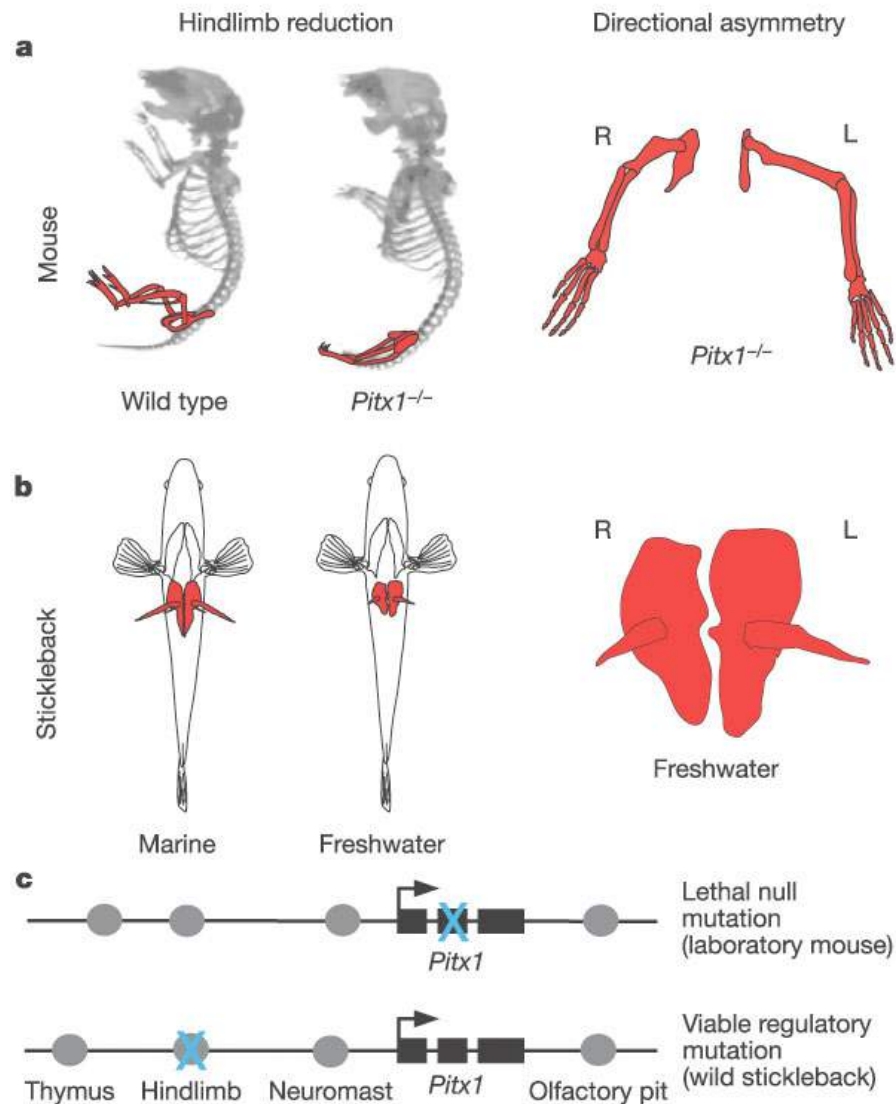 Hindlimb reduction
Directional asymmetry
a
Mouse
R
L
Wild type
Pitx1–/–
Pitx1–/–
b
Stickleback
R
L
Marine
Freshwater
Freshwater
c
Pitx1
Lethal null
mutation
(laboratory mouse)
Thymus
Hindlimb
Neuromast
Pitx1
Olfactory pit
Viable regulatory
mutation
(wild stickleback)